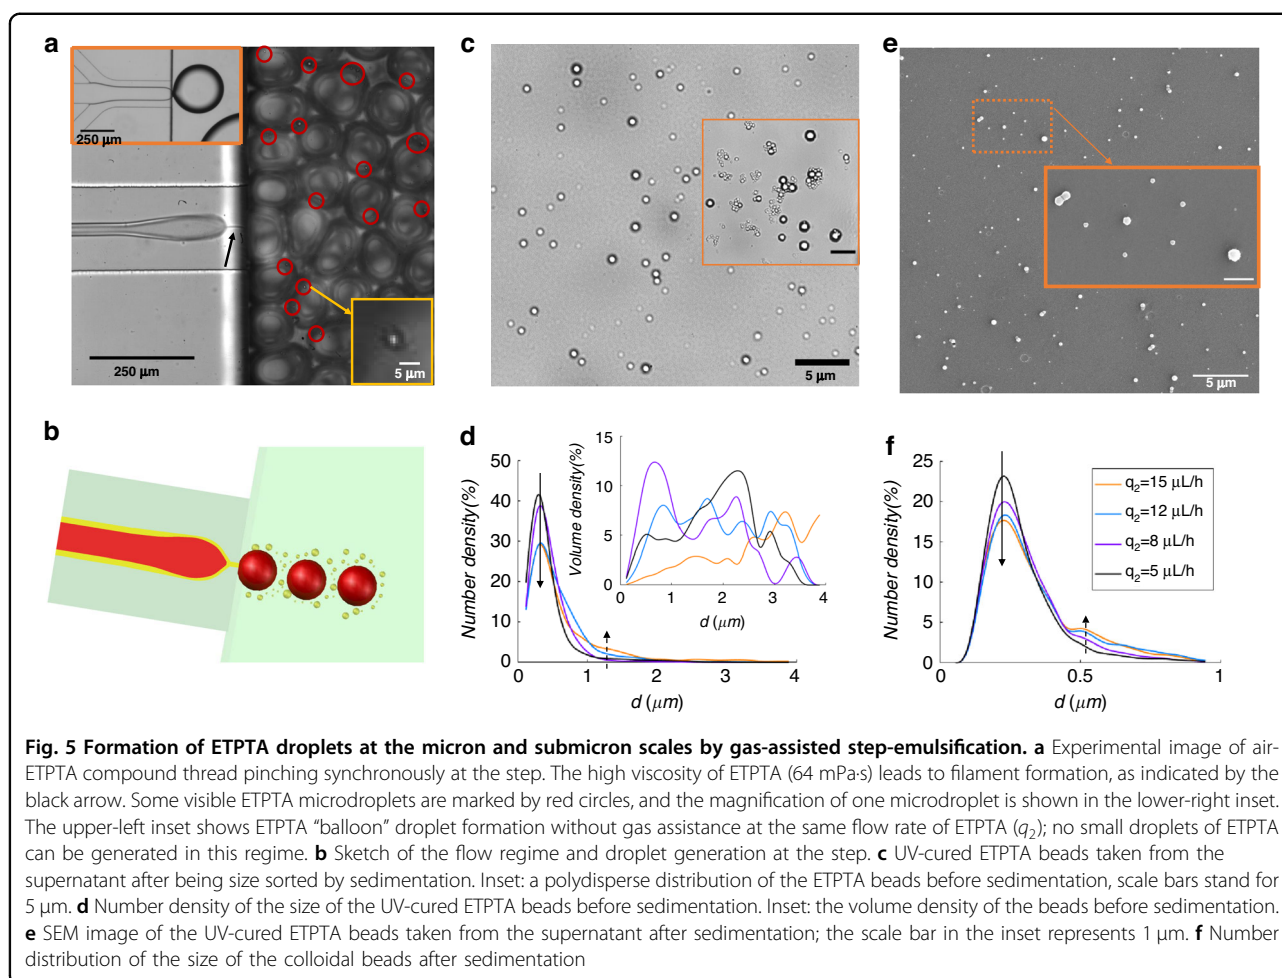 a
250 μm
250 μm
5 μm
b
c
5 μm
d
Number density(%)
50
40
30
20
10
0
0
1
2
3
4
d (μm)
Volume density(%)
15
10
5
0
0
1
2
3
4
d (μm)
e
5 μm
f
Number density(%)
25
20
15
10
5
0
0.5
1
d (μm)
q2=15 μL/h
q2=12 μL/h
q2=8 μL/h
q2=5 μL/h
Fig. 5 Formation of ETPTA droplets at the micron and submicron scales by gas-assisted step-emulsification. a Experimental image of air-
ETPTA compound thread pinching synchronously at the step. The high viscosity of ETPTA (64 mPa·s) leads to filament formation, as indicated by the
black arrow. Some visible ETPTA microdroplets are marked by red circles, and the magnification of one microdroplet is shown in the lower-right inset.
The upper-left inset shows ETPTA “balloon” droplet formation without gas assistance at the same flow rate of ETPTA (q2); no small droplets of ETPTA
can be generated in this regime. b Sketch of the flow regime and droplet generation at the step. c UV-cured ETPTA beads taken from the
supernatant after being size sorted by sedimentation. Inset: a polydisperse distribution of the ETPTA beads before sedimentation, scale bars stand for
5 μm. d Number density of the size of the UV-cured ETPTA beads before sedimentation. Inset: the volume density of the beads before sedimentation.
e SEM image of the UV-cured ETPTA beads taken from the supernatant after sedimentation; the scale bar in the inset represents 1 μm. f Number
distribution of the size of the colloidal beads after sedimentation